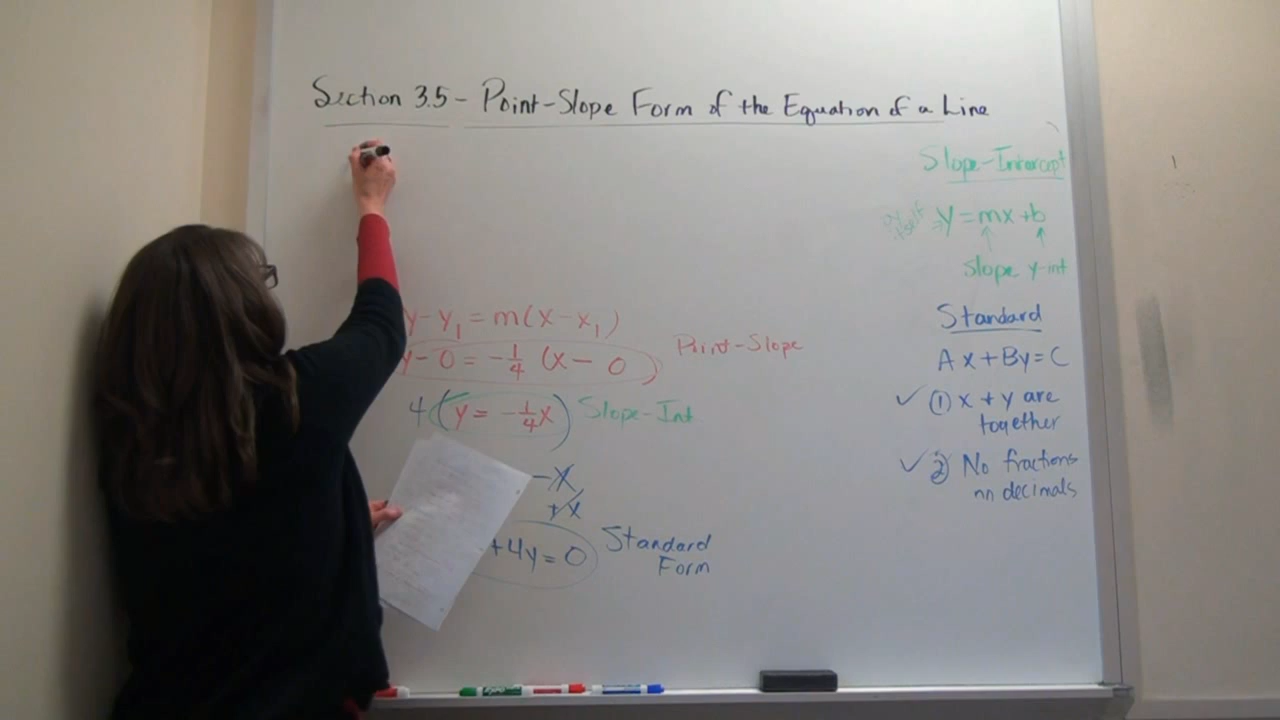 Section 3.5 - Point-Slope Form of the Equation of a Line
Slope-Intercept
y = mx + b
Slope y-int
Standard
Ax + By = C
① x + y are
together
② No fractions
no decimals
y - y₁ = m(x - x₁)
y - 0 = -1/4 (x - 0)
Point-Slope
4(y = -1/4x) Slope-Int
-x
+x
+4y = 0 Standard
Form